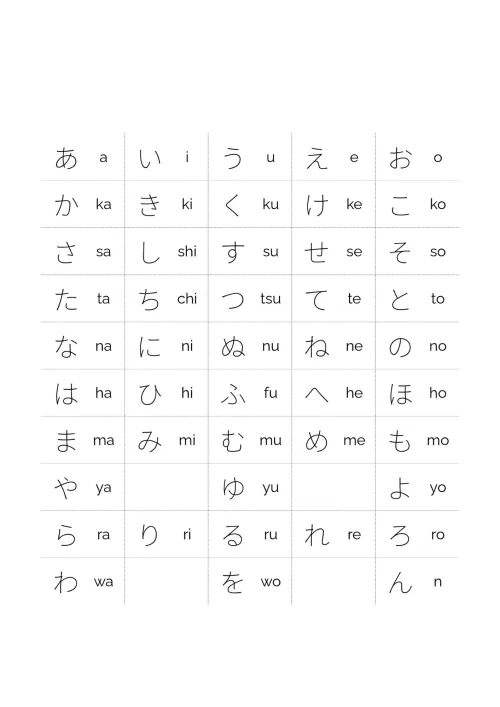 あ a い i う u え e お o
か ka き ki く ku け ke こ ko
さ sa し shi す su せ se そ so
た ta ち chi つ tsu て te と to
な na に ni ぬ nu ね ne の no
は ha ひ hi ふ fu へ he ほ ho
ま ma み mi む mu め me も mo
や ya ゆ yu よ yo
ら ra り ri る ru れ re ろ ro
わ wa を wo ん n